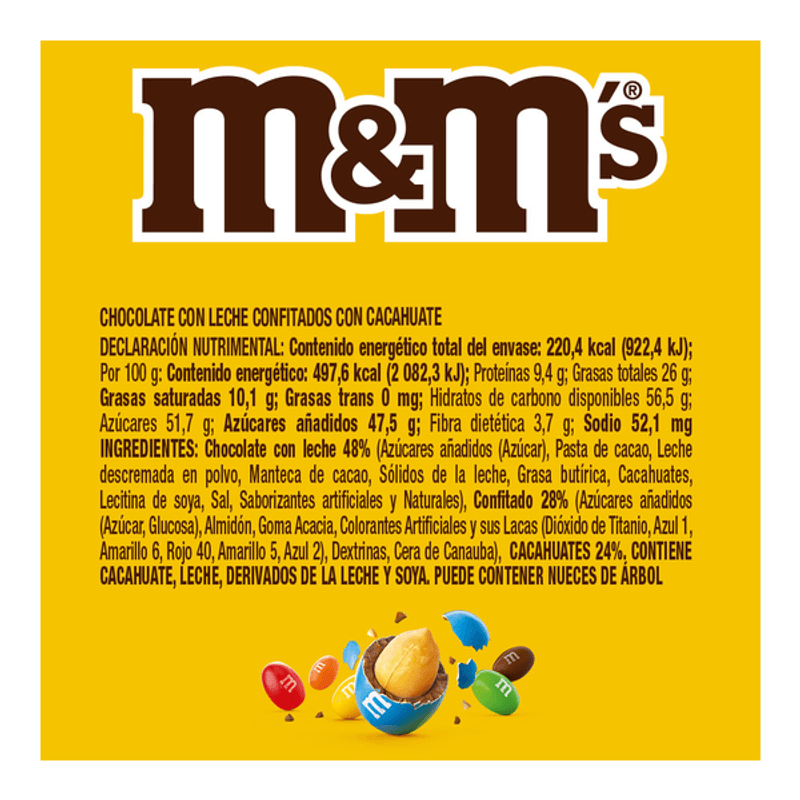 m&m's®
CHOCOLATE CON LECHE CONFITADOS CON CACAHUATE
DECLARACIÓN NUTRIMENTAL: Contenido energético total del envase: 220,4 kcal (922,4 kJ);
Por 100 g: Contenido energético: 497,6 kcal (2 082,3 kJ); Proteínas 9,4 g; Grasas totales 26 g;
Grasas saturadas 10,1 g; Grasas trans 0 mg; Hidratos de carbono disponibles 56,5 g;
Azúcares 51,7 g; Azúcares añadidos 47,5 g; Fibra dietética 3,7 g; Sodio 52,1 mg
INGREDIENTES: Chocolate con leche 48% (Azúcares añadidos (Azúcar), Pasta de cacao, Leche
descremada en polvo, Manteca de cacao, Sólidos de la leche, Grasa butírica, Cacahuates,
Lecitina de soya, Sal, Saborizantes artificiales y Naturales), Confitado 28% (Azúcares añadidos
(Azúcar, Glucosa), Almidón, Goma Acacia, Colorantes Artificiales y sus Lacas (Dióxido de Titanio, Azul 1,
Amarillo 6, Rojo 40, Amarillo 5, Azul 2), Dextrinas, Cera de Canauba), CACAHUATES 24%. CONTIENE
CACAHUATE, LECHE, DERIVADOS DE LA LECHE Y SOYA. PUEDE CONTENER NUECES DE ÁRBOL
m
m
m
m
m
m